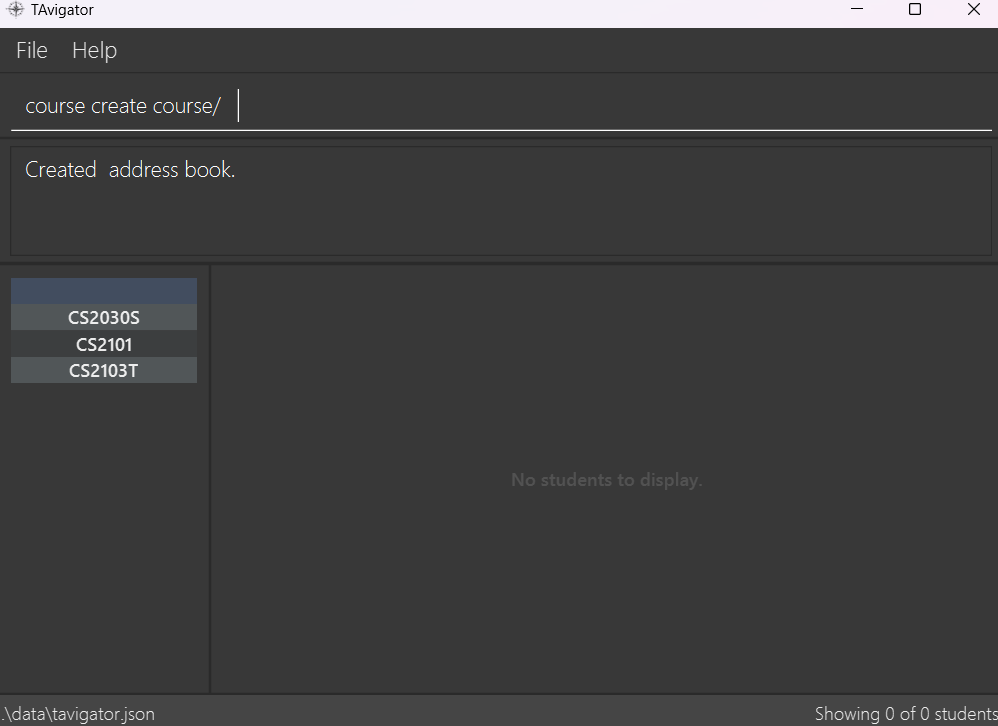 TAvigator
File Help
course create course/
Created  address book.
CS2030S
CS2101
CS2103T
No students to display.
.\data\tavigator.json
Showing 0 of 0 students